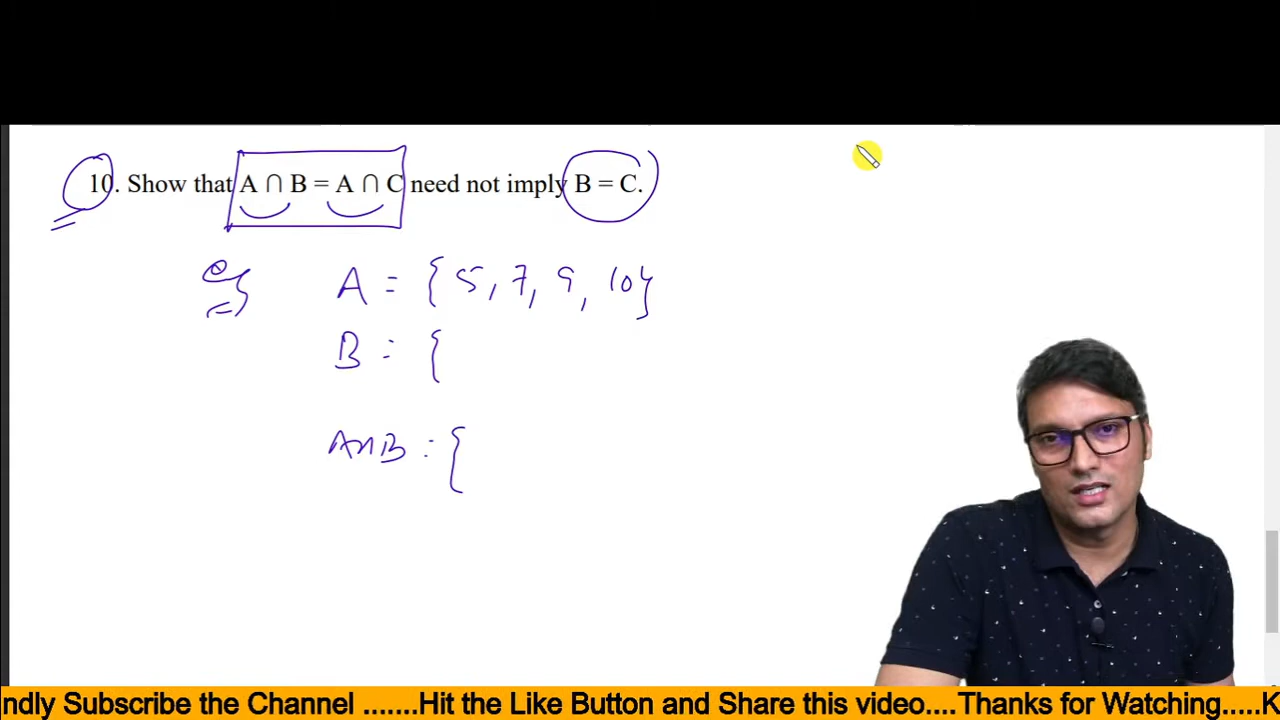 10. Show that A ∩ B = A ∩ C need not imply B = C.
eg A = { 5, 7, 9, 10}
B = {
A∩B = {
ndly Subscribe the Channel .......Hit the Like Button and Share this video....Thanks for Watching.....K